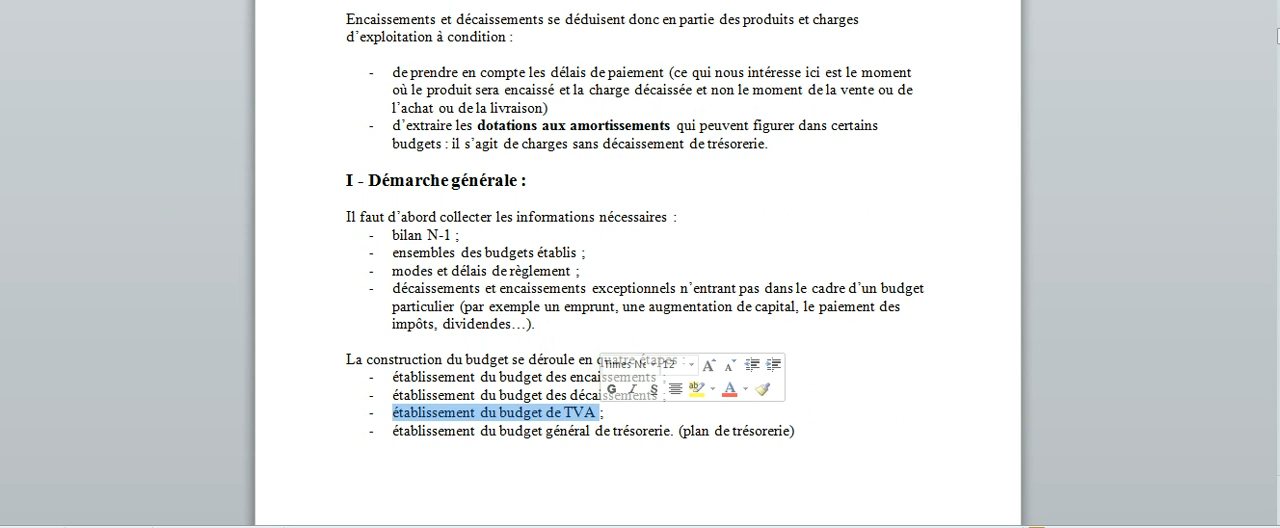 Encaissements et décaissements se déduisent donc en partie des produits et charges
d’exploitation à condition :
- de prendre en compte les délais de paiement (ce qui nous intéresse ici est le moment
où le produit sera encaissé et la charge décaissée et non le moment de la vente ou de
l’achat ou de la livraison)
- d’extraire les dotations aux amortissements qui peuvent figurer dans certains
budgets : il s’agit de charges sans décaissement de trésorerie.
I - Démarche générale :
Il faut d’abord collecter les informations nécessaires :
- bilan N-1 ;
- ensembles des budgets établis ;
- modes et délais de règlement ;
- décaissements et encaissements exceptionnels n’entrant pas dans le cadre d’un budget
particulier (par exemple un emprunt, une augmentation de capital, le paiement des
impôts, dividendes…).
La construction du budget se déroule en quatre étapes :
Times Ne 12 A A
- établissement du budget des encaissements ;
G I S ab A
- établissement du budget des décaissements ;
- établissement du budget de TVA ;
- établissement du budget général de trésorerie. (plan de trésorerie)